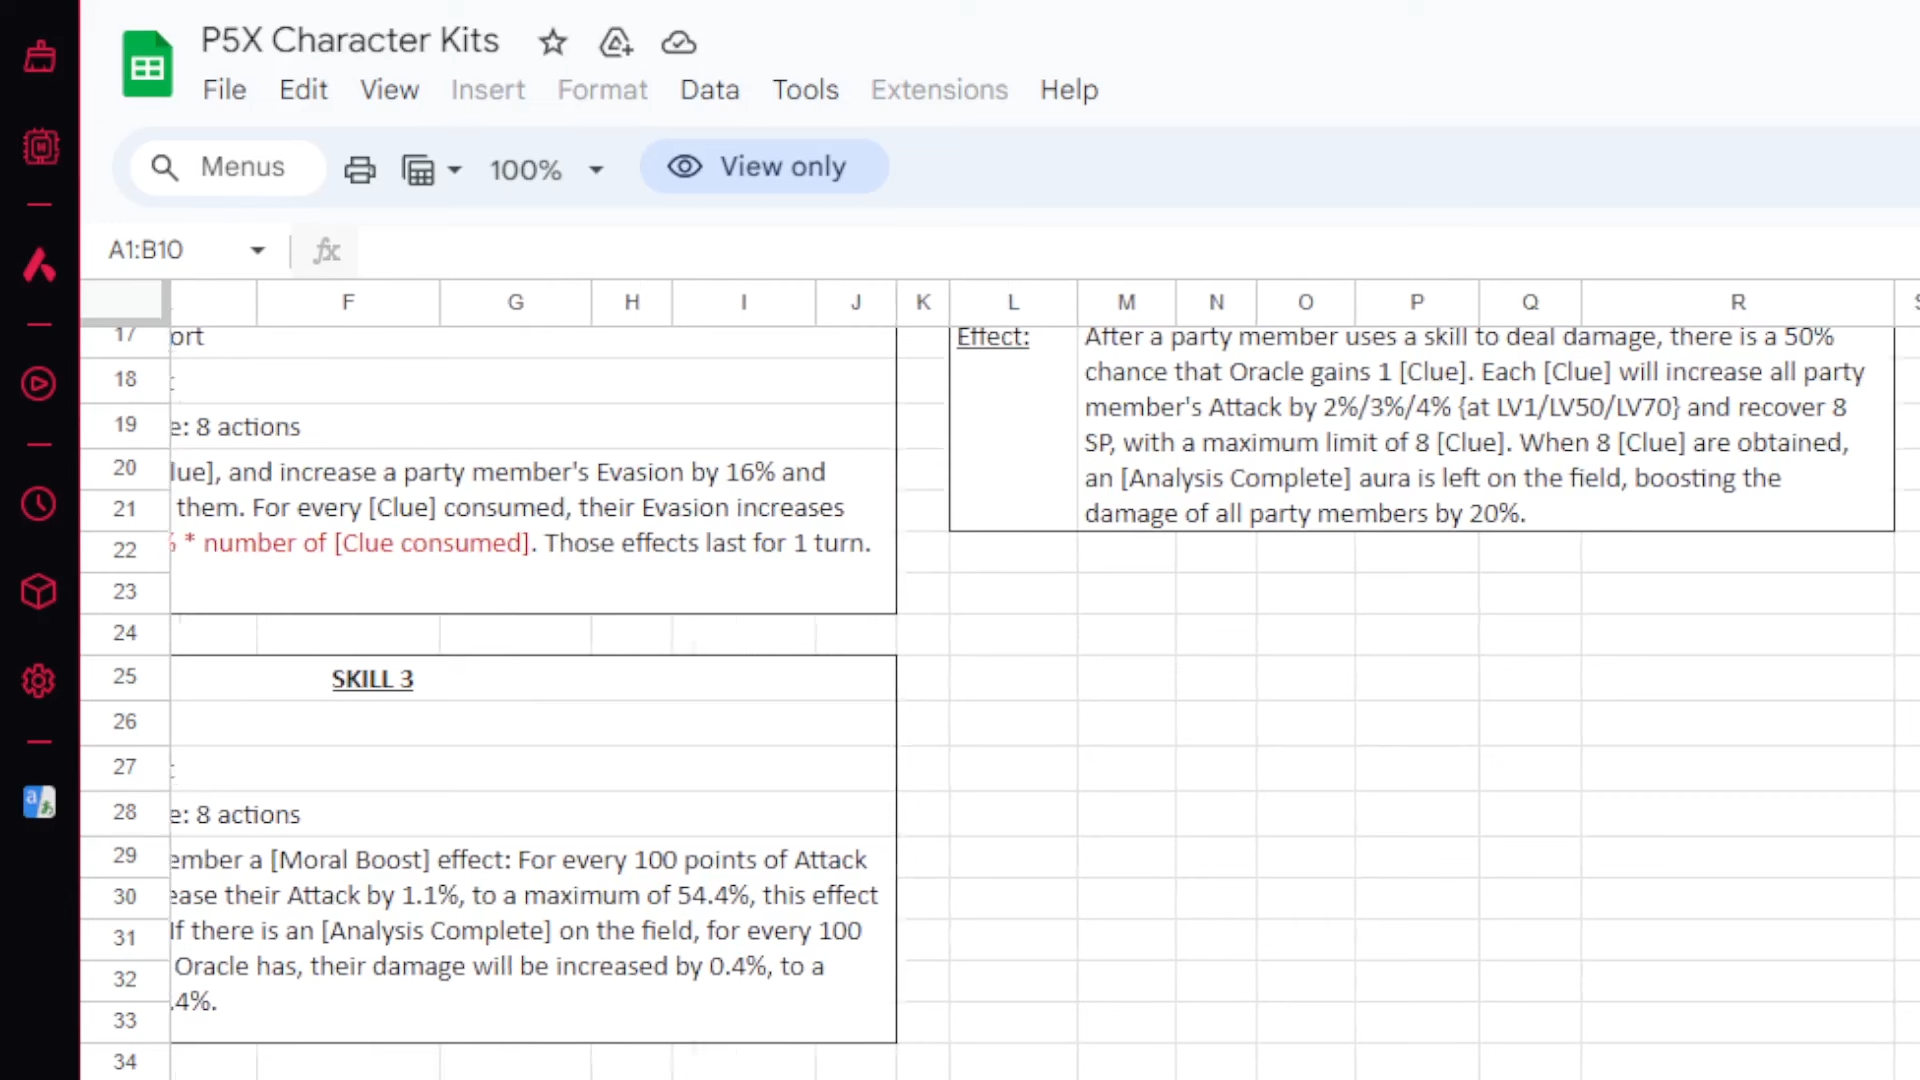 P5X Character Kits
File Edit View Insert Format Data Tools Extensions Help
Menus 100% View only
A1:B10 fx
F G H I J K L M N O P Q R
17 ort
18
19 e: 8 actions
20 lue], and increase a party member's Evasion by 16% and
21 them. For every [Clue] consumed, their Evasion increases
22 * number of [Clue consumed]. Those effects last for 1 turn.
23
24
25 SKILL 3
26
27
28 e: 8 actions
29 ember a [Moral Boost] effect: For every 100 points of Attack
30 ease their Attack by 1.1%, to a maximum of 54.4%, this effect
31 If there is an [Analysis Complete] on the field, for every 100
32 Oracle has, their damage will be increased by 0.4%, to a
33 .4%.
34
Effect: After a party member uses a skill to deal damage, there is a 50%
chance that Oracle gains 1 [Clue]. Each [Clue] will increase all party
member's Attack by 2%/3%/4% {at LV1/LV50/LV70} and recover 8
SP, with a maximum limit of 8 [Clue]. When 8 [Clue] are obtained,
an [Analysis Complete] aura is left on the field, boosting the
damage of all party members by 20%.